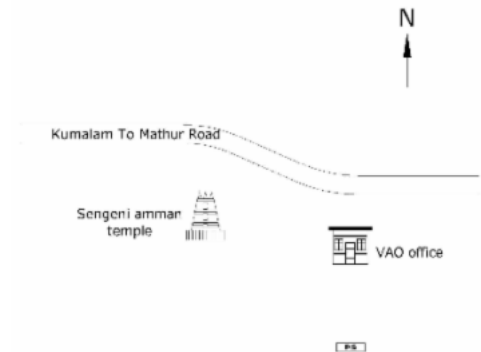 N
Kumalam To Mathur Road
Sengeni amman
temple
VAO office